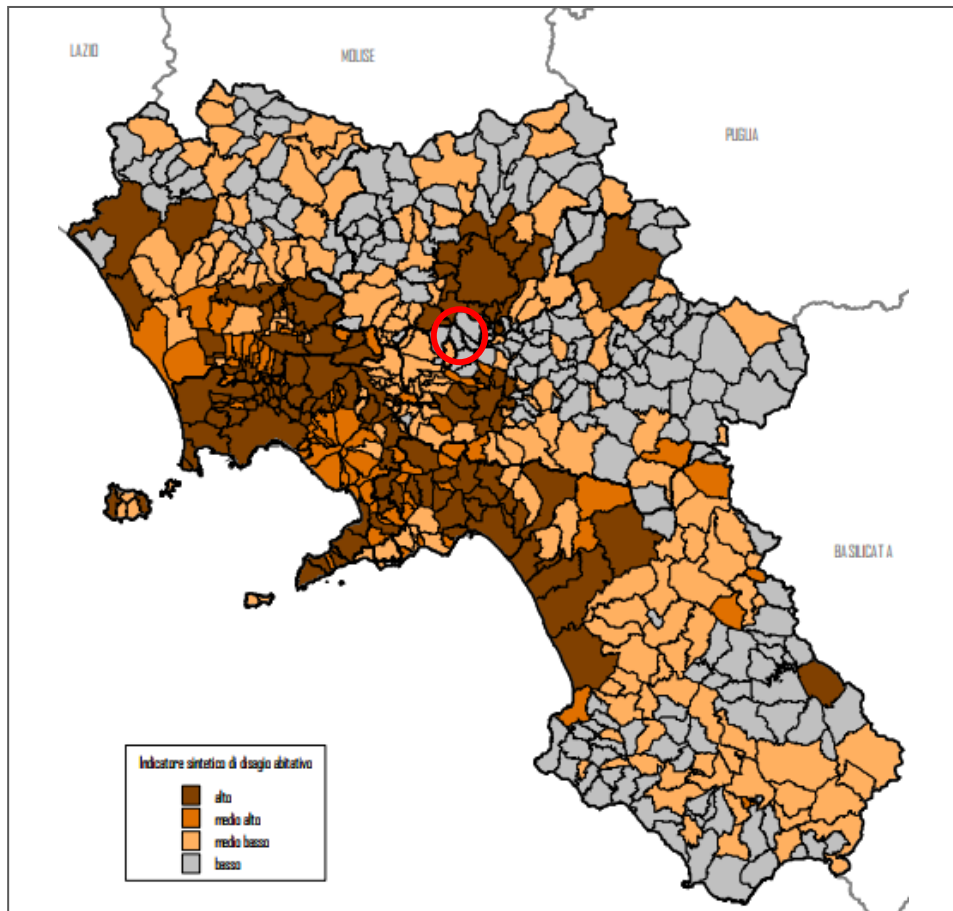 LAZIO
MOLISE
PUGLIA
BASILICATA
Indicatore sintetico di disagio abitativo
alto
medio alto
medio basso
basso